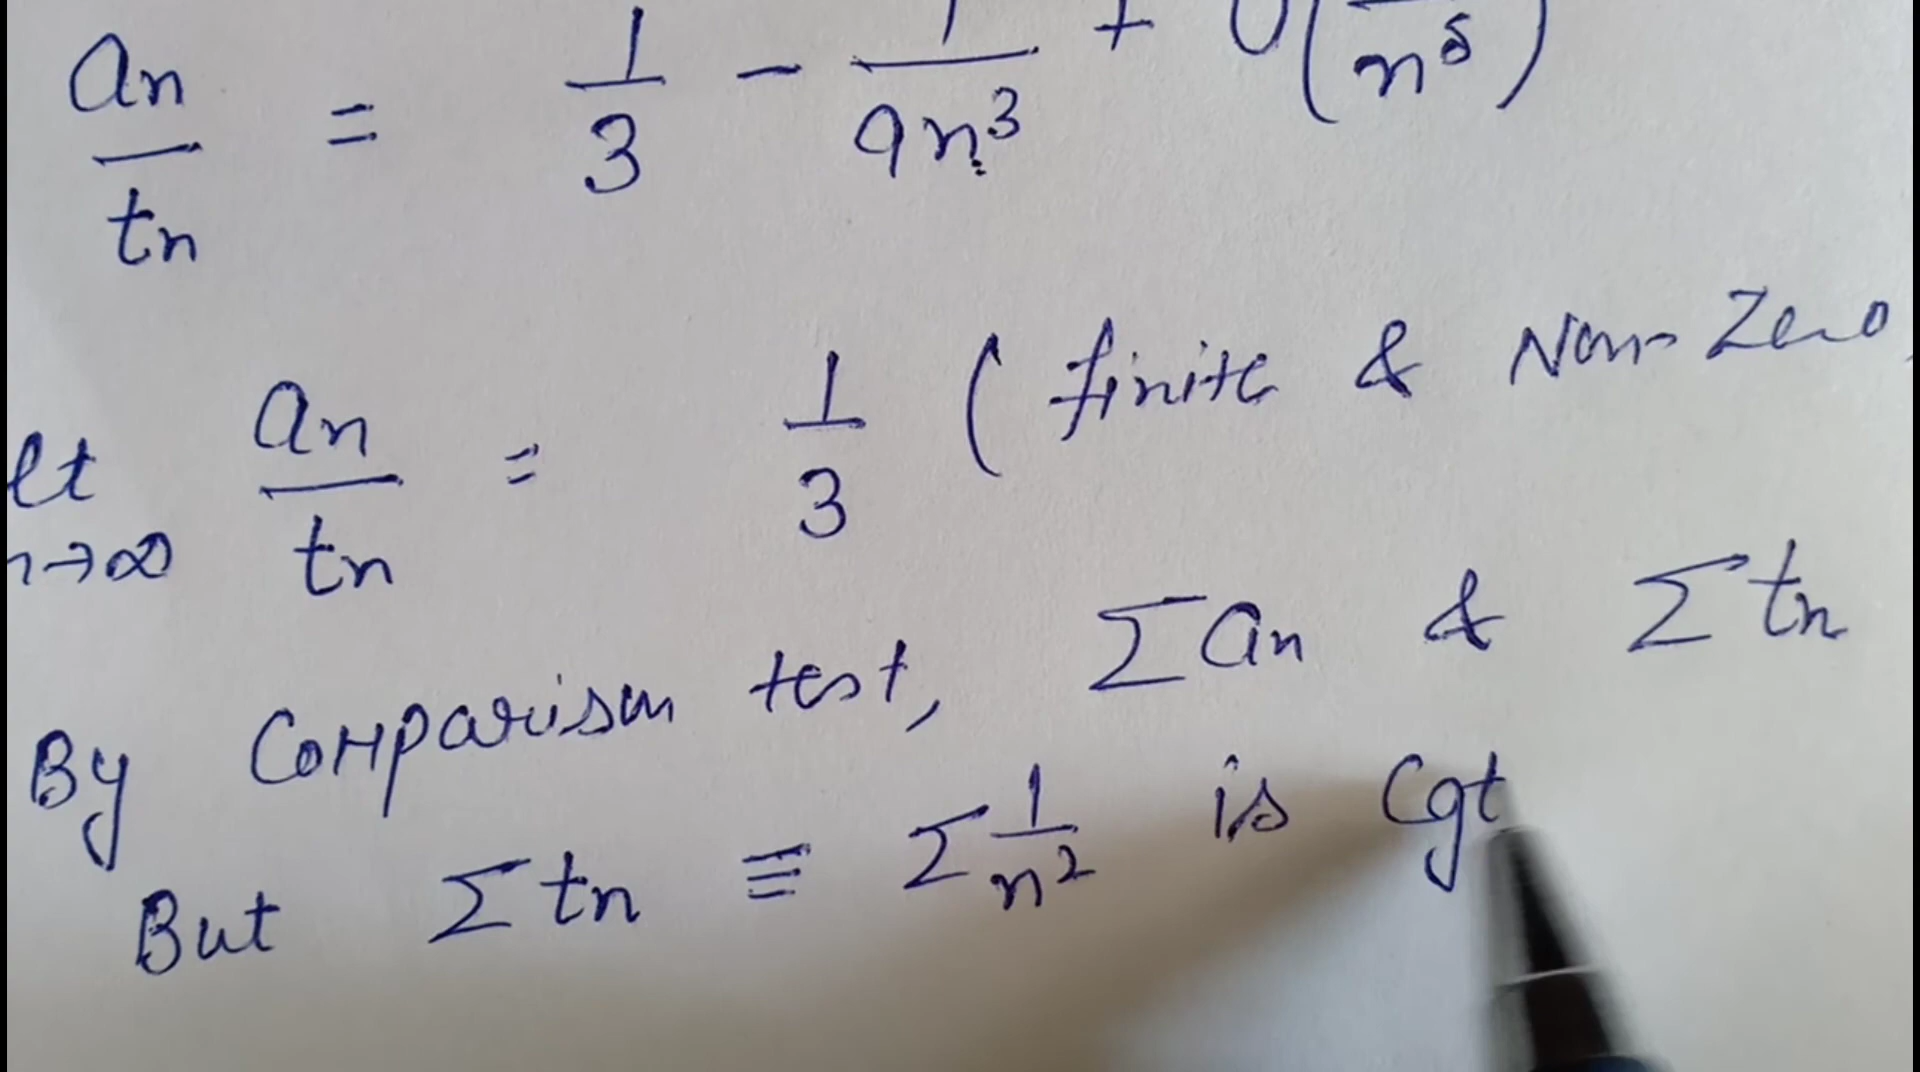 an/tn = 1/3 - 1/9n³ + O(1/n⁶)
lt n→∞ an/tn = 1/3 ( finite & Non-Zero
By Comparison test, Σan & Σtn
But Σtn ≡ Σ1/n² is Cgt